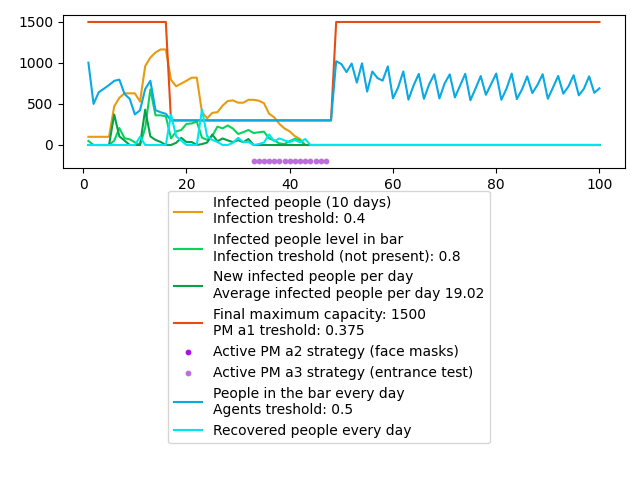 1500
1000
500
0
0
20
40
60
80
100
Infected people (10 days)
Infection treshold: 0.4
Infected people level in bar
Infection treshold (not present): 0.8
New infected people per day
Average infected people per day 19.02
Final maximum capacity: 1500
PM a1 treshold: 0.375
Active PM a2 strategy (face masks)
Active PM a3 strategy (entrance test)
People in the bar every day
Agents treshold: 0.5
Recovered people every day